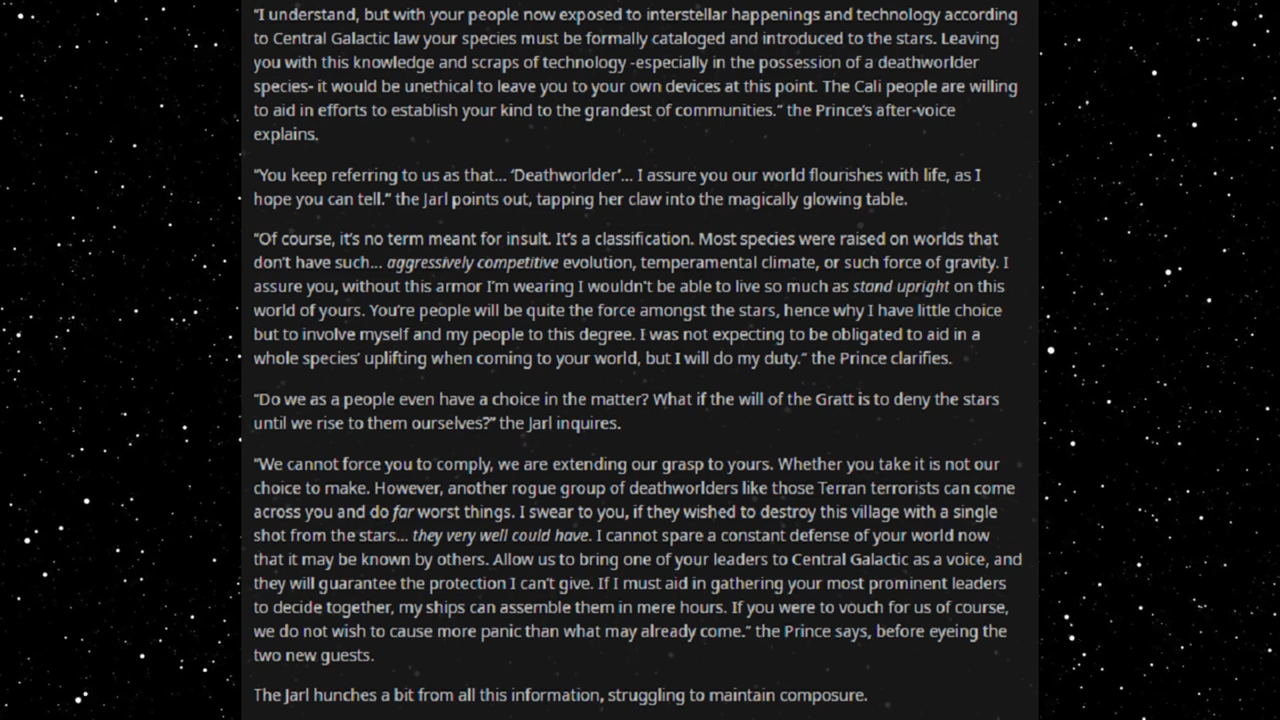 “I understand, but with your people now exposed to interstellar happenings and technology according
to Central Galactic law your species must be formally cataloged and introduced to the stars. Leaving
you with this knowledge and scraps of technology -especially in the possession of a deathworlder
species- it would be unethical to leave you to your own devices at this point. The Cali people are willing
to aid in efforts to establish your kind to the grandest of communities.” the Prince’s after-voice
explains.
“You keep referring to us as that... ‘Deathworlder’... I assure you our world flourishes with life, as I
hope you can tell.” the Jarl points out, tapping her claw into the magically glowing table.
“Of course, it’s no term meant for insult. It’s a classification. Most species were raised on worlds that
don’t have such... aggressively competitive evolution, temperamental climate, or such force of gravity. I
assure you, without this armor I’m wearing I wouldn’t be able to live so much as stand upright on this
world of yours. You’re people will be quite the force amongst the stars, hence why I have little choice
but to involve myself and my people to this degree. I was not expecting to be obligated to aid in a
whole species’ uplifting when coming to your world, but I will do my duty.” the Prince clarifies.
“Do we as a people even have a choice in the matter? What if the will of the Gratt is to deny the stars
until we rise to them ourselves?” the Jarl inquires.
“We cannot force you to comply, we are extending our grasp to yours. Whether you take it is not our
choice to make. However, another rogue group of deathworlders like those Terran terrorists can come
across you and do far worst things. I swear to you, if they wished to destroy this village with a single
shot from the stars... they very well could have. I cannot spare a constant defense of your world now
that it may be known by others. Allow us to bring one of your leaders to Central Galactic as a voice, and
they will guarantee the protection I can’t give. If I must aid in gathering your most prominent leaders
to decide together, my ships can assemble them in mere hours. If you were to vouch for us of course,
we do not wish to cause more panic than what may already come.” the Prince says, before eyeing the
two new guests.
The Jarl hunches a bit from all this information, struggling to maintain composure.